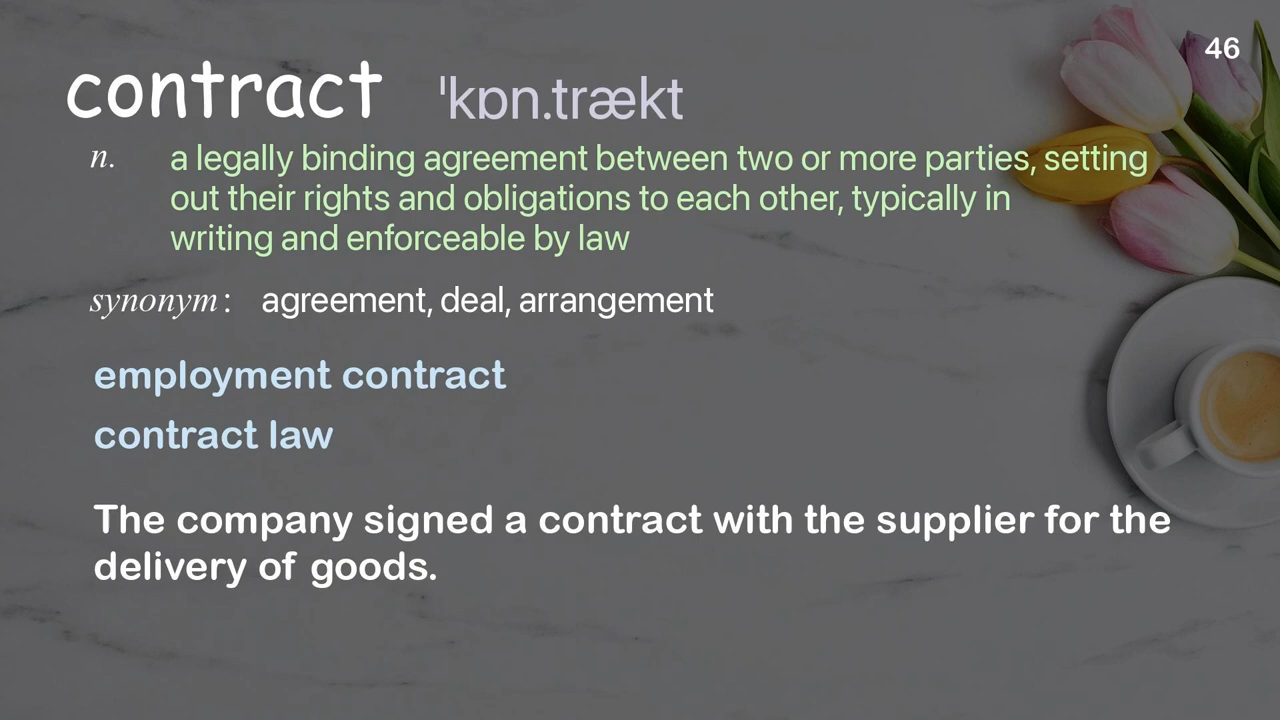 46
contract ˈkɒn.trækt
n. a legally binding agreement between two or more parties, setting
out their rights and obligations to each other, typically in
writing and enforceable by law
synonym: agreement, deal, arrangement
employment contract
contract law
The company signed a contract with the supplier for the
delivery of goods.